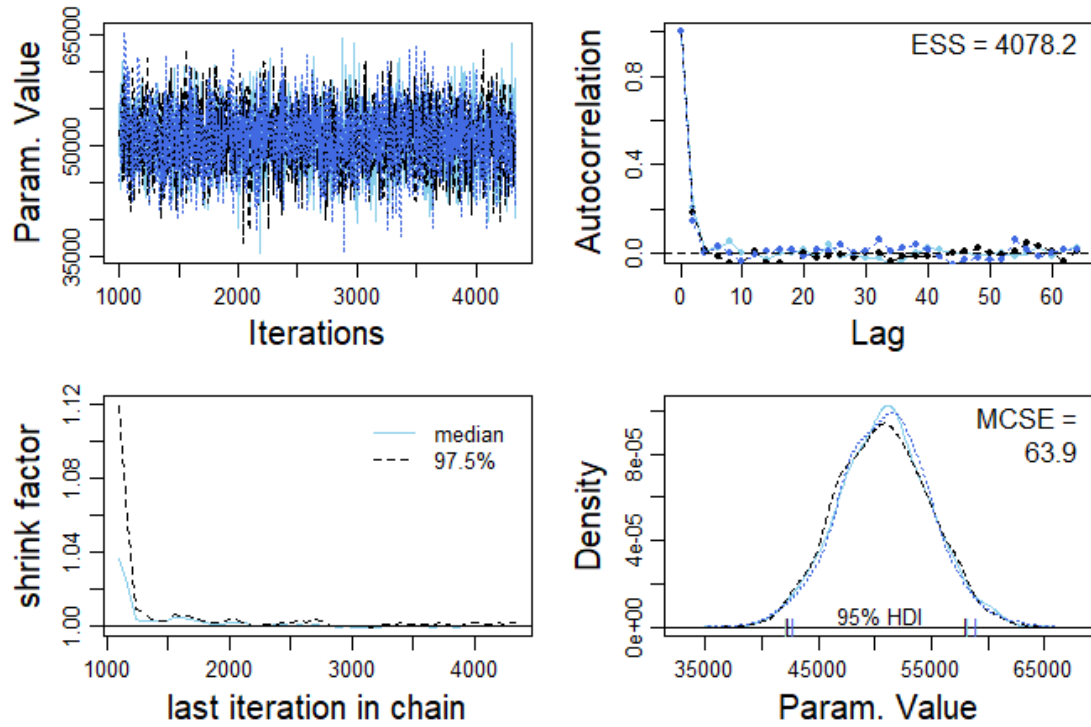 Param. Value
35000
50000
65000
1000
2000
3000
4000
Iterations
Autocorrelation
0.0
0.4
0.8
ESS = 4078.2
0
10
20
30
40
50
60
Lag
shrink factor
1.00
1.04
1.08
1.12
median
97.5%
1000
2000
3000
4000
last iteration in chain
Density
0e+00
4e-05
8e-05
MCSE =
63.9
95% HDI
35000
45000
55000
65000
Param. Value